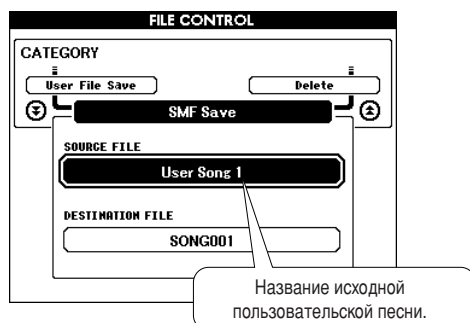 FILE CONTROL
CATEGORY
User File Save
Delete
SMF Save
SOURCE FILE
User Song 1
DESTINATION FILE
SONG001
Название исходной
пользовательской песни.